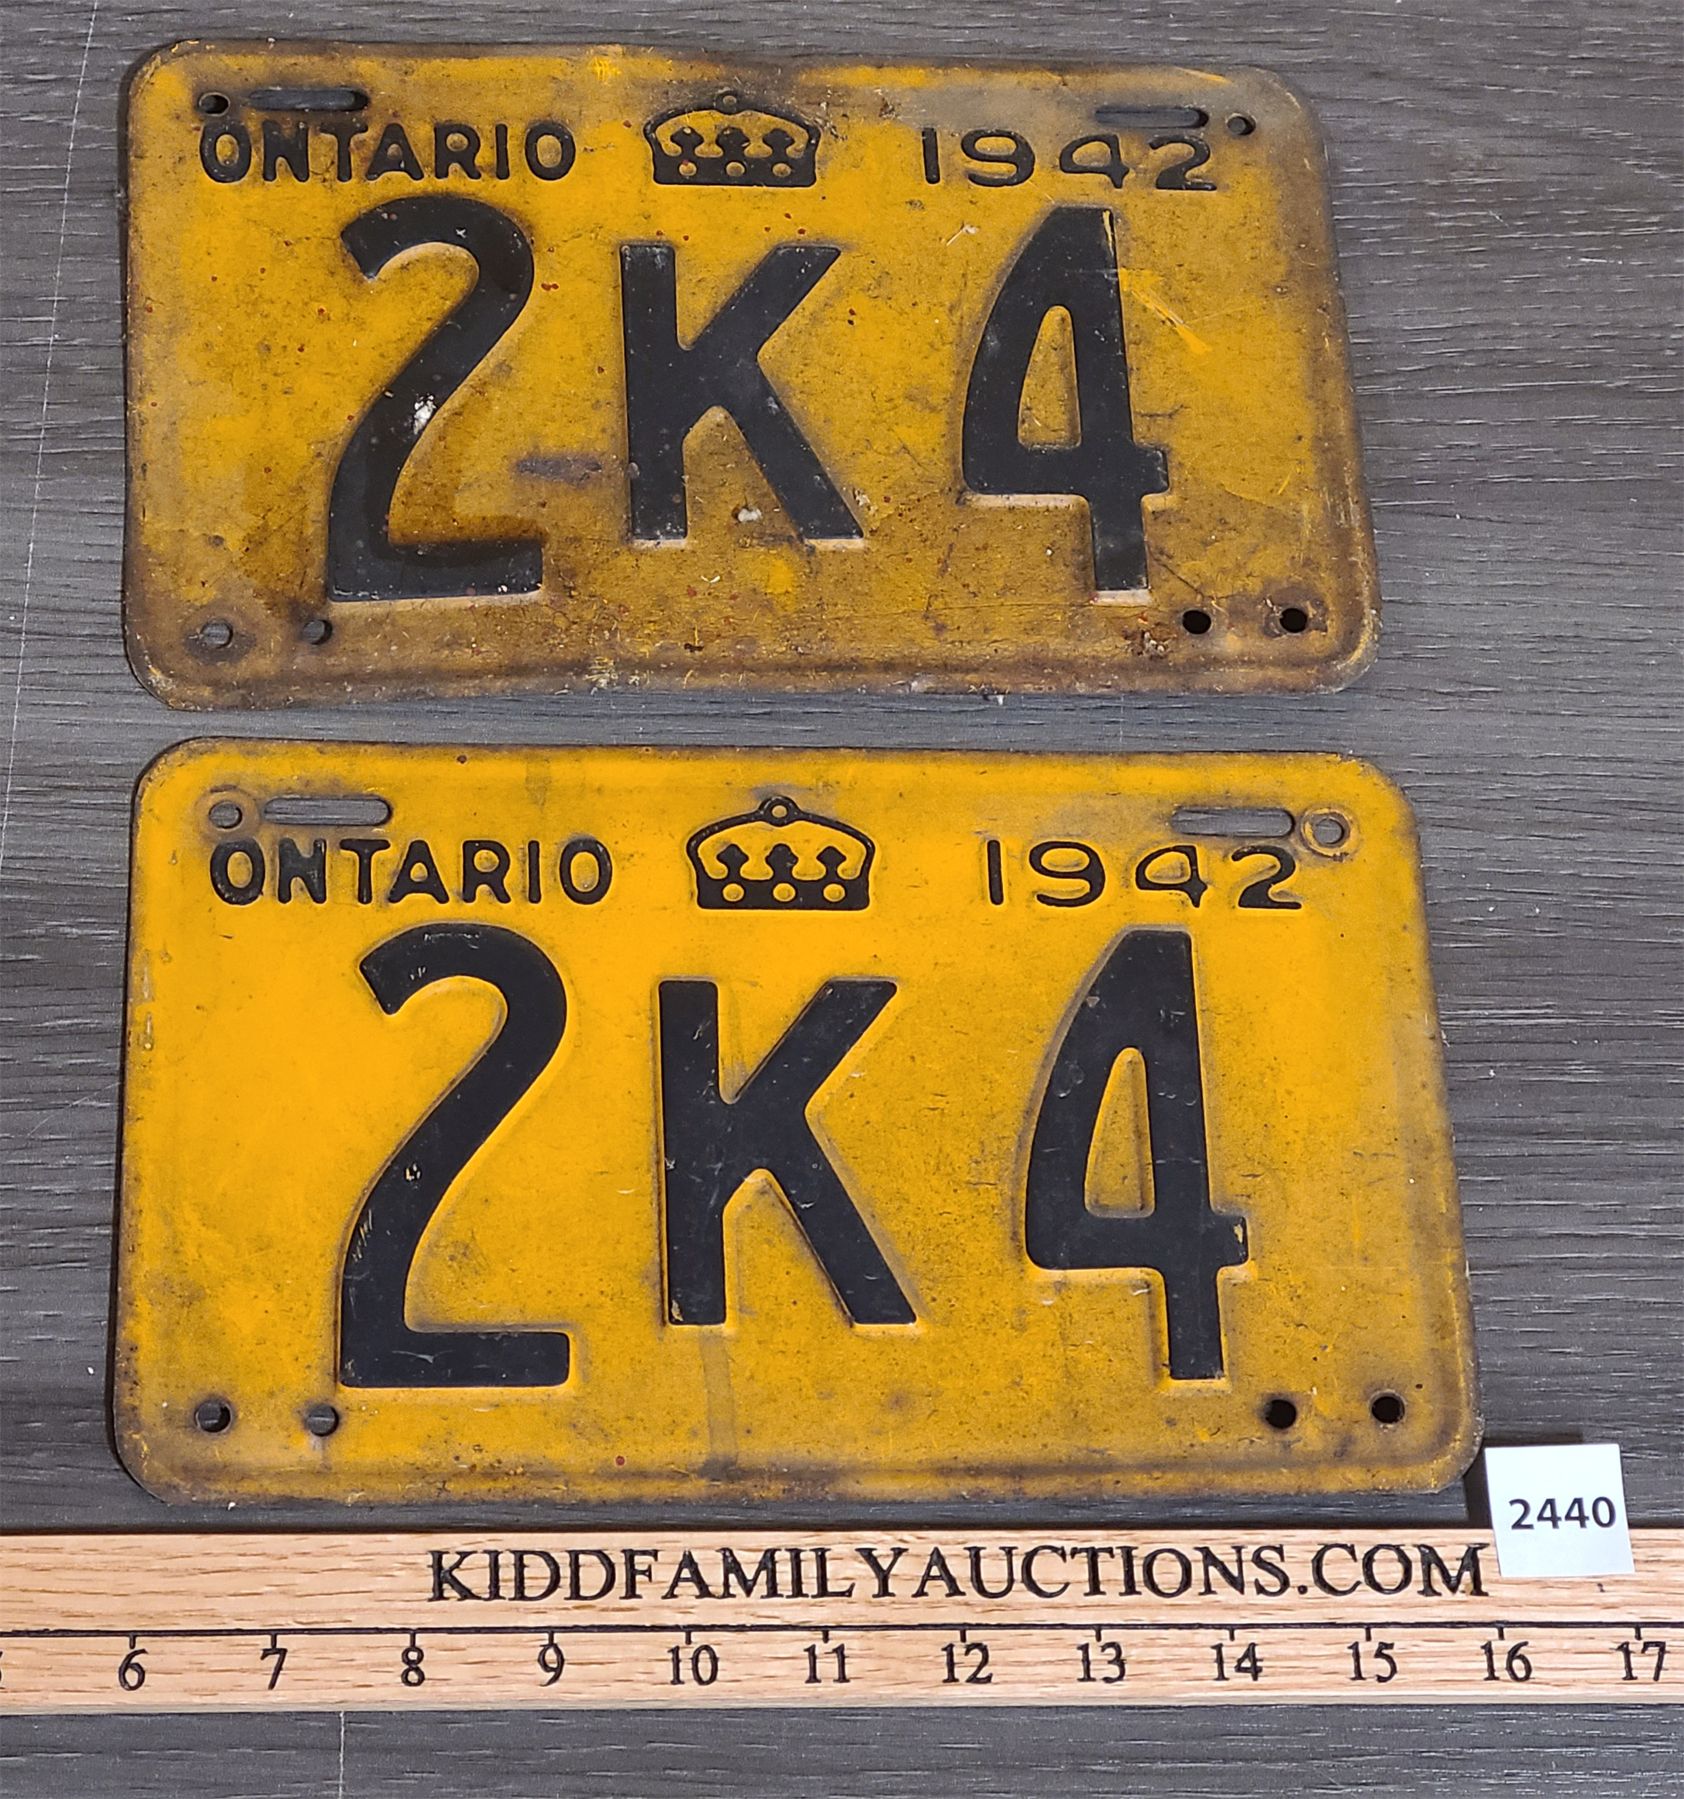 ONTARIO 1942
2K4
ONTARIO 1942
2K4
2440
KIDDFAMILYAUCTIONS.COM
6 7 8 9 10 11 12 13 14 15 16 17